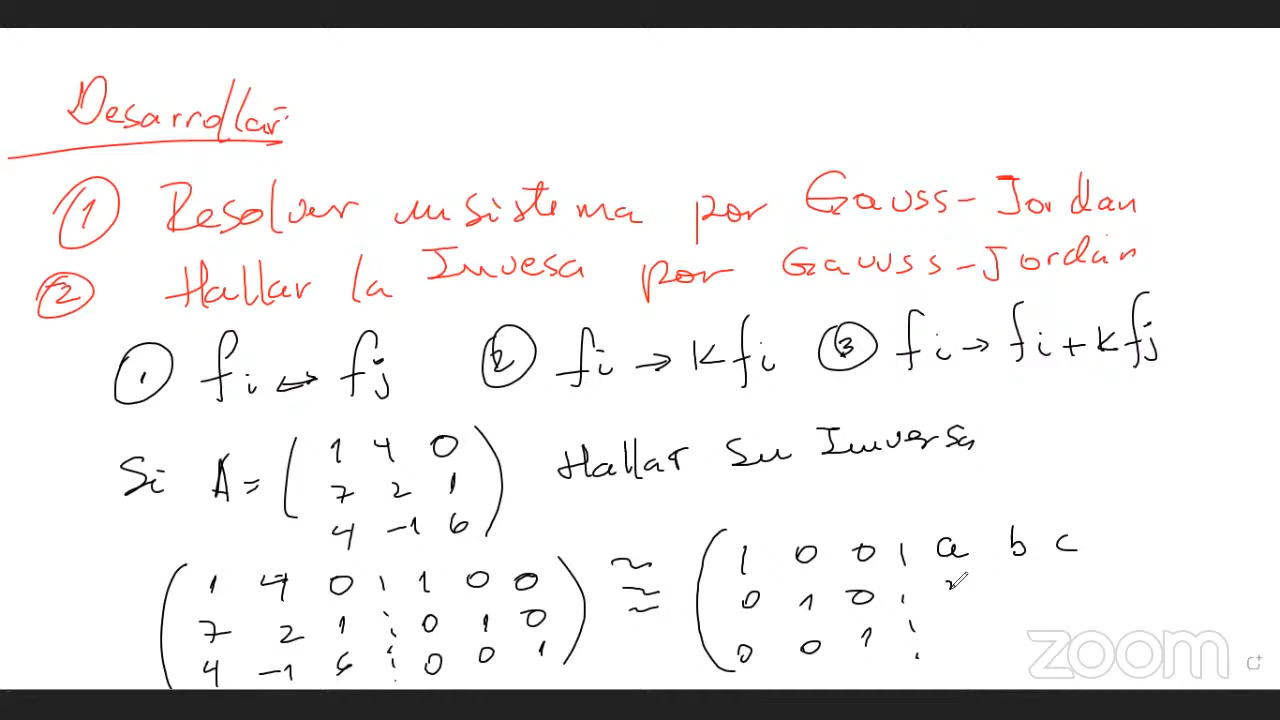 Desarrollar
① Resolver un sistema por Gauss-Jordan
② Hallar la Invesa por Gauss-Jordan
① fi ↔ fj ② fi → kfi ③ fi → fi + kfj
Si A = ( 1 4 0 Hallar su Inversa
7 2 1
4 -1 6 )
( 1 4 0 ¦ 1 0 0 ) ≈ ( 1 0 0 ¦ a b c
7 2 1 ¦ 0 1 0 0 1 0 ¦
4 -1 6 ¦ 0 0 1 0 0 1 ¦
zoom